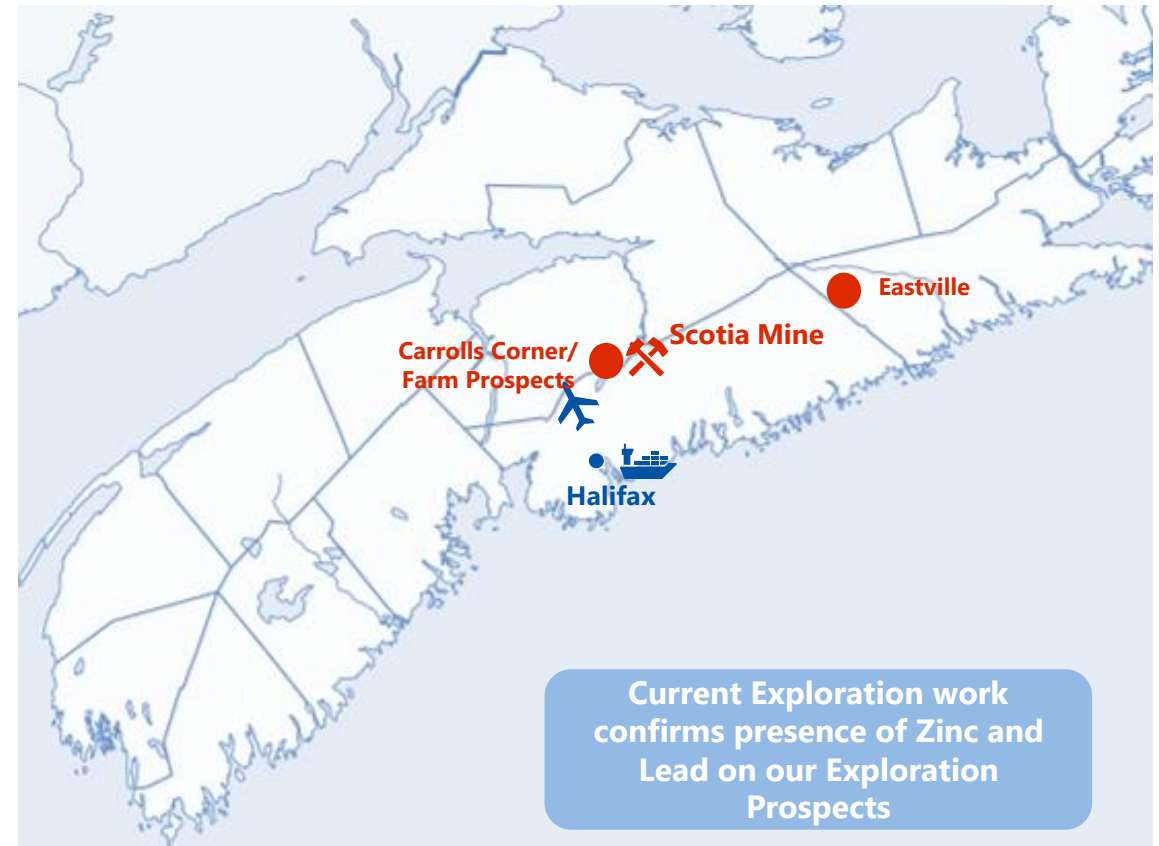 Eastville
Scotia Mine
Carrolls Corner/
Farm Prospects
Halifax
Current Exploration work
confirms presence of Zinc and
Lead on our Exploration
Prospects